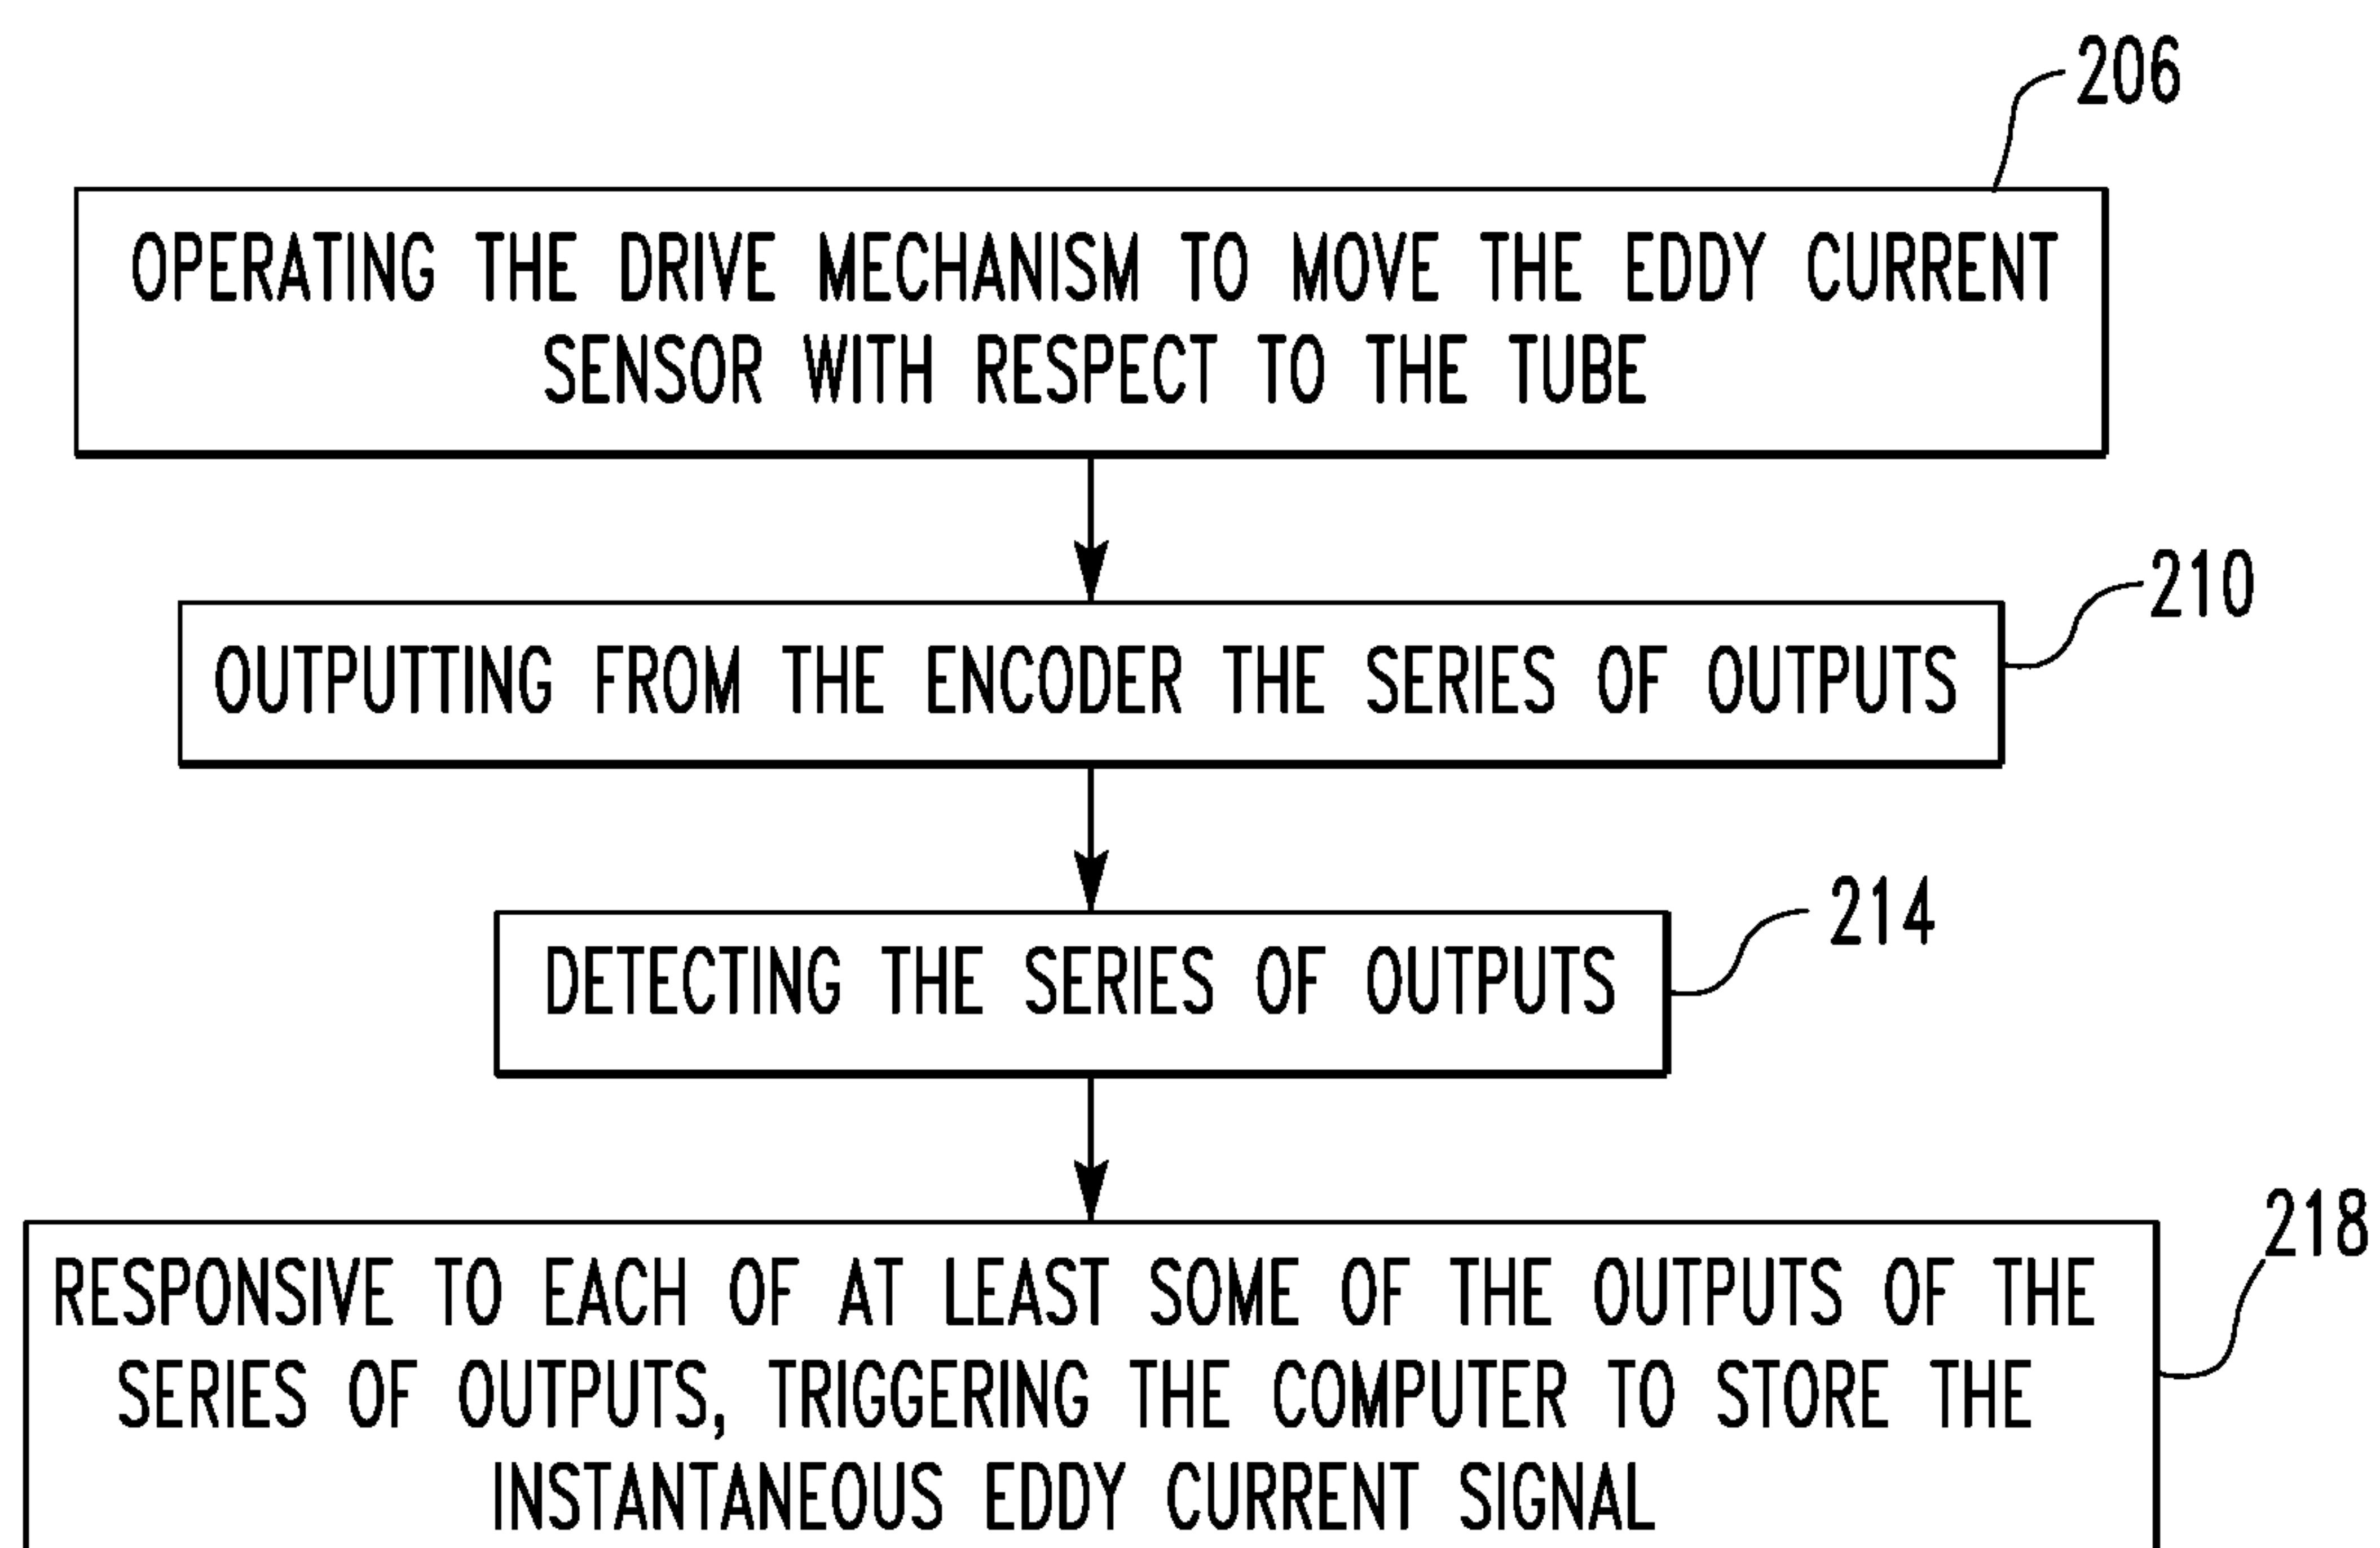 206
OPERATING THE DRIVE MECHANISM TO MOVE THE EDDY CURRENT
SENSOR WITH RESPECT TO THE TUBE
210
OUTPUTTING FROM THE ENCODER THE SERIES OF OUTPUTS
214
DETECTING THE SERIES OF OUTPUTS
218
RESPONSIVE TO EACH OF AT LEAST SOME OF THE OUTPUTS OF THE
SERIES OF OUTPUTS, TRIGGERING THE COMPUTER TO STORE THE
INSTANTANEOUS EDDY CURRENT SIGNAL